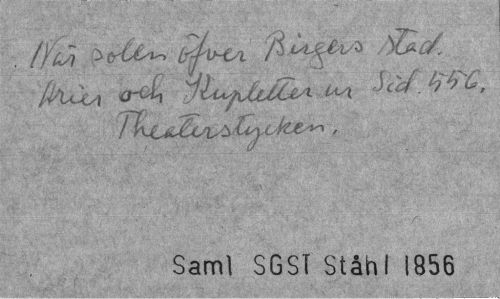 När solen öfver Birgers stad.
Arier och Kupletter ur Sid. 556.
Theaterstycken.
Saml SGST Ståhl 1856